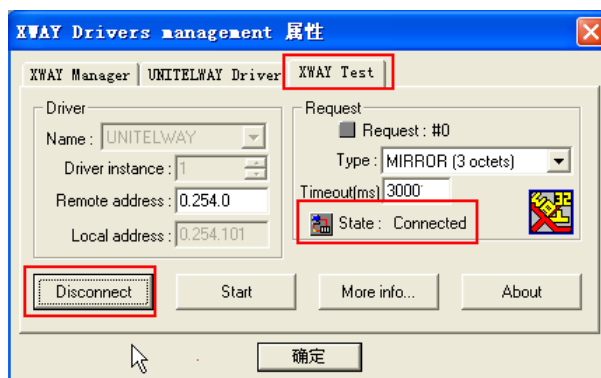 XWAY Drivers management 属性
XWAY Manager UNITELWAY Driver XWAY Test
Driver
Name : UNITELWAY
Driver instance : 1
Remote address : 0.254.0
Local address : 0.254.101
Request
Request : #0
Type : MIRROR (3 octets)
Timeout(ms) 3000
State : Connected
Disconnect Start More info... About
确定